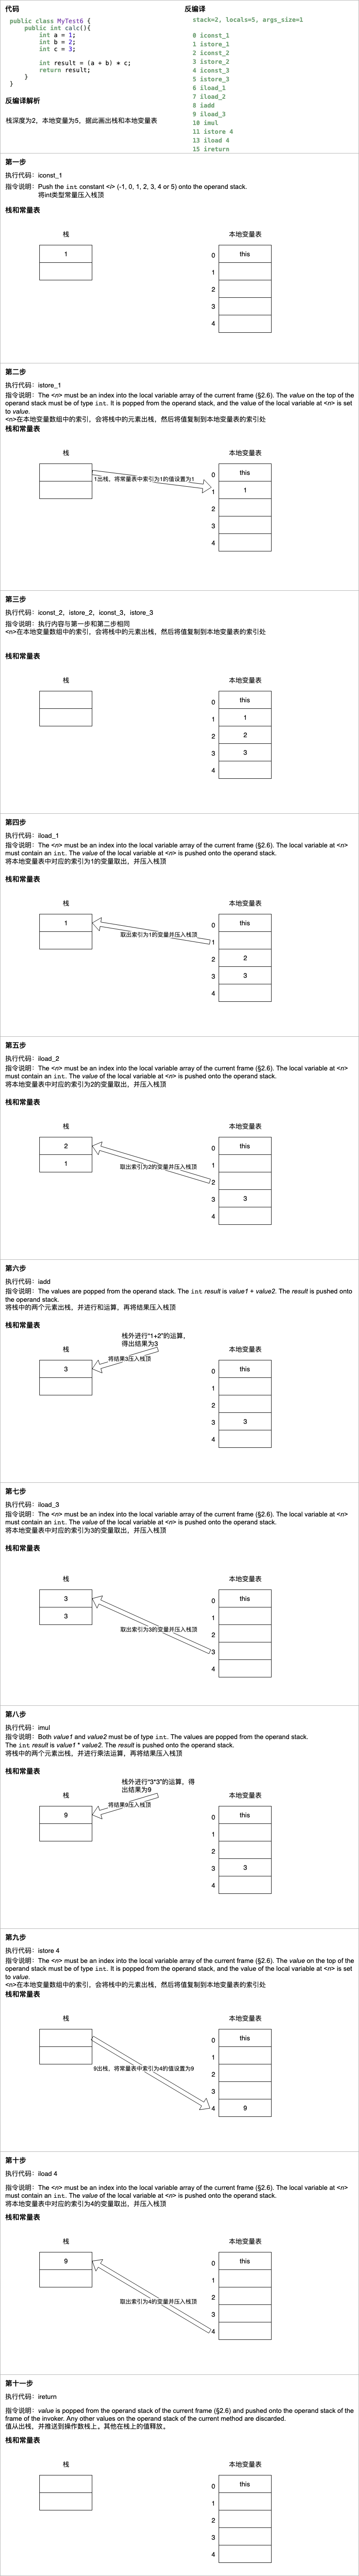 代码
public class MyTest6 {
    public int calc(){
        int a = 1;
        int b = 2;
        int c = 3;
        int result = (a + b) * c;
        return result;
    }
}
反编译解析
栈深度为2，本地变量为5，据此画出栈和本地变量表
反编译
stack=2, locals=5, args_size=1
0 iconst_1
1 istore_1
2 iconst_2
3 istore_2
4 iconst_3
5 istore_3
6 iload_1
7 iload_2
8 iadd
9 iload_3
10 imul
11 istore 4
13 iload 4
15 ireturn
第一步
执行代码：iconst_1
指令说明：Push the int constant <i> (-1, 0, 1, 2, 3, 4 or 5) onto the operand stack.
将int类型常量压入栈顶
栈和常量表
栈
1
本地变量表
0 this
1
2
3
4
第二步
执行代码：istore_1
指令说明：The <n> must be an index into the local variable array of the current frame (§2.6). The value on the top of the
operand stack must be of type int. It is popped from the operand stack, and the value of the local variable at <n> is set
to value.
<n>在本地变量数组中的索引，会将栈中的元素出栈，然后将值复制到本地变量表的索引处
栈和常量表
栈
1出栈，将常量表中索引为1的值设置为1
本地变量表
0 this
1 1
2
3
4
第三步
执行代码：iconst_2，istore_2，iconst_3，istore_3
指令说明：执行内容与第一步和第二步相同
<n>在本地变量数组中的索引，会将栈中的元素出栈，然后将值复制到本地变量表的索引处
栈和常量表
栈
本地变量表
0 this
1 1
2 2
3 3
4
第四步
执行代码：iload_1
指令说明：The <n> must be an index into the local variable array of the current frame (§2.6). The local variable at <n>
must contain an int. The value of the local variable at <n> is pushed onto the operand stack.
将本地变量表中对应的索引为1的变量取出，并压入栈顶
栈和常量表
栈
1
取出索引为1的变量并压入栈顶
本地变量表
0 this
1
2 2
3 3
4
第五步
执行代码：iload_2
指令说明：The <n> must be an index into the local variable array of the current frame (§2.6). The local variable at <n>
must contain an int. The value of the local variable at <n> is pushed onto the operand stack.
将本地变量表中对应的索引为2的变量取出，并压入栈顶
栈和常量表
栈
2
1
取出索引为2的变量并压入栈顶
本地变量表
0 this
1
2
3 3
4
第六步
执行代码：iadd
指令说明：The values are popped from the operand stack. The int result is value1 + value2. The result is pushed onto
the operand stack.
将栈中的两个元素出栈，并进行和运算，再将结果压入栈顶
栈和常量表
栈外进行“1+2”的运算，
得出结果为3
栈
3
将结果3压入栈顶
本地变量表
0 this
1
2
3 3
4
第七步
执行代码：iload_3
指令说明：The <n> must be an index into the local variable array of the current frame (§2.6). The local variable at <n>
must contain an int. The value of the local variable at <n> is pushed onto the operand stack.
将本地变量表中对应的索引为3的变量取出，并压入栈顶
栈和常量表
栈
3
3
取出索引为3的变量并压入栈顶
本地变量表
0 this
1
2
3
4
第八步
执行代码：imul
指令说明：Both value1 and value2 must be of type int. The values are popped from the operand stack.
The int result is value1 * value2. The result is pushed onto the operand stack.
将栈中的两个元素出栈，并进行乘法运算，再将结果压入栈顶
栈和常量表
栈外进行“3*3”的运算，得
出结果为9
栈
9
将结果9压入栈顶
本地变量表
0 this
1
2
3 3
4
第九步
执行代码：istore 4
指令说明：The <n> must be an index into the local variable array of the current frame (§2.6). The value on the top of the
operand stack must be of type int. It is popped from the operand stack, and the value of the local variable at <n> is set
to value.
<n>在本地变量数组中的索引，会将栈中的元素出栈，然后将值复制到本地变量表的索引处
栈和常量表
栈
9出栈，将常量表中索引为4的值设置为9
本地变量表
0 this
1
2
3
4 9
第十步
执行代码：iload 4
指令说明：The <n> must be an index into the local variable array of the current frame (§2.6). The local variable at <n>
must contain an int. The value of the local variable at <n> is pushed onto the operand stack.
将本地变量表中对应的索引为4的变量取出，并压入栈顶
栈和常量表
栈
9
取出索引为4的变量并压入栈顶
本地变量表
0 this
1
2
3
4
第十一步
执行代码：ireturn
指令说明：value is popped from the operand stack of the current frame (§2.6) and pushed onto the operand stack of the
frame of the invoker. Any other values on the operand stack of the current method are discarded.
值从出栈，并推送到操作数栈上。其他在栈上的值释放。
栈和常量表
栈
本地变量表
0 this
1
2
3
4